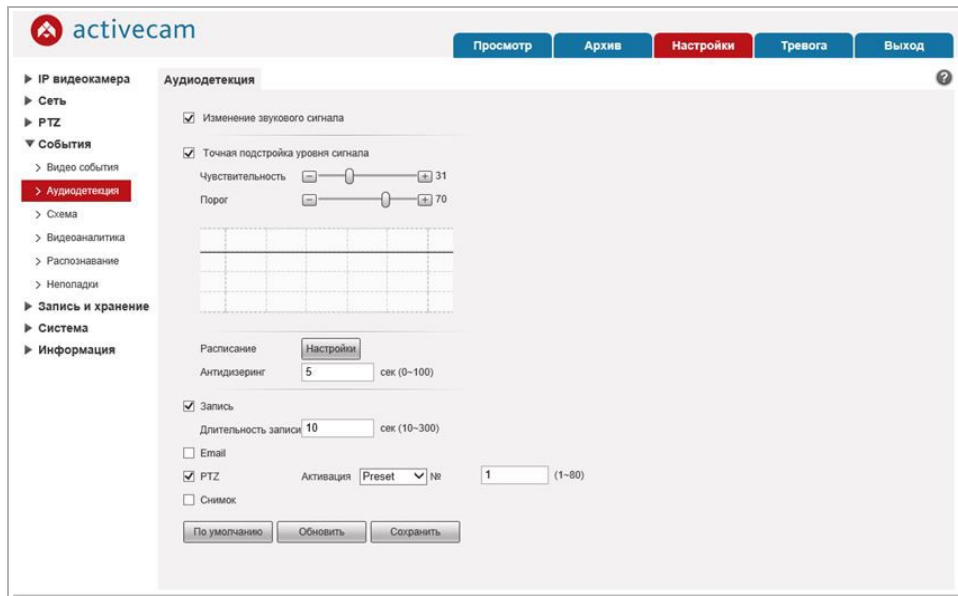 activecam
Просмотр Архив Настройки Тревога Выход
IP видеокамера
Сеть
PTZ
События
Видео события
Аудиодетекция
Схема
Видеоаналитика
Распознавание
Неполадки
Запись и хранение
Система
Информация
Аудиодетекция
?
Изменение звукового сигнала
Точная подстройка уровня сигнала
Чувствительность - + 31
Порог - + 70
Расписание Настройки
Антидизеринг 5 сек (0~100)
Запись
Длительность записи 10 сек (10~300)
Email
PTZ Активация Preset № 1 (1~80)
Снимок
По умолчанию Обновить Сохранить